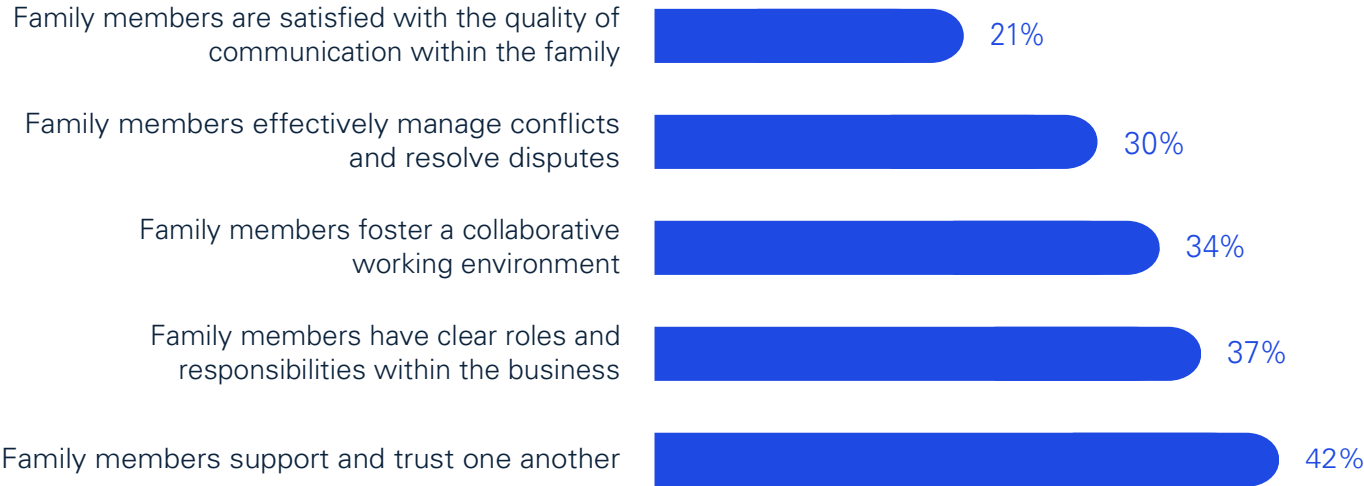 Family members are satisfied with the quality of
communication within the family
21%
Family members effectively manage conflicts
and resolve disputes
30%
Family members foster a collaborative
working environment
34%
Family members have clear roles and
responsibilities within the business
37%
Family members support and trust one another
42%